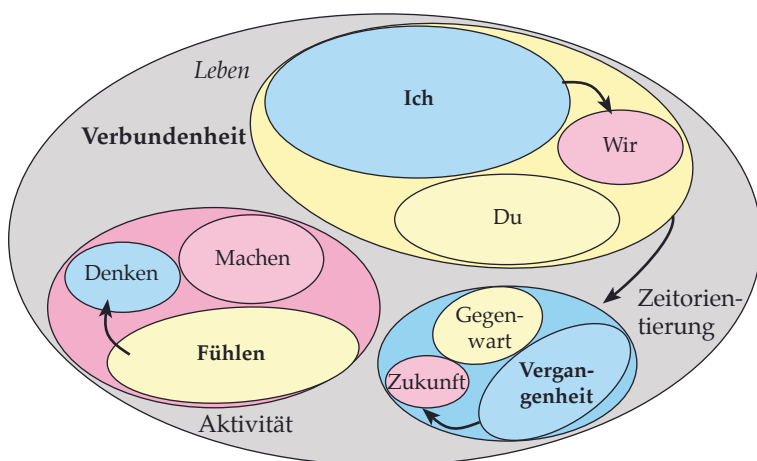 Leben
Ich
Verbundenheit
Wir
Du
Denken
Machen
Fühlen
Aktivität
Zeitorien-
tierung
Gegen-
wart
Zukunft
Vergan-
genheit